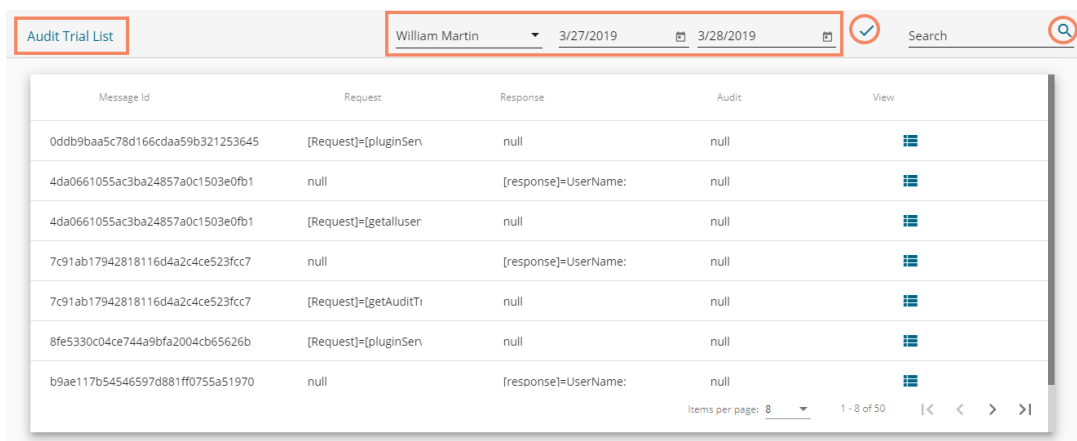 Audit Trial List William Martin 3/27/2019 3/28/2019 Search
Message Id Request Response Audit View
0ddb9baa5c78d166cdaa59b321253645 [Request]=[pluginSer null null
4da0661055ac3ba24857a0c1503e0fb1 null [response]=UserName: null
4da0661055ac3ba24857a0c1503e0fb1 [Request]=[getalluser null null
7c91ab17942818116d4a2c4ce523fcc7 null [response]=UserName: null
7c91ab17942818116d4a2c4ce523fcc7 [Request]=[getAuditTr null null
8fe5330c04ce744a9bfa2004cb65626b [Request]=[pluginSer null null
b9ae117b54546597d881ff0755a51970 null [response]=UserName: null
Items per page: 8 1 - 8 of 50